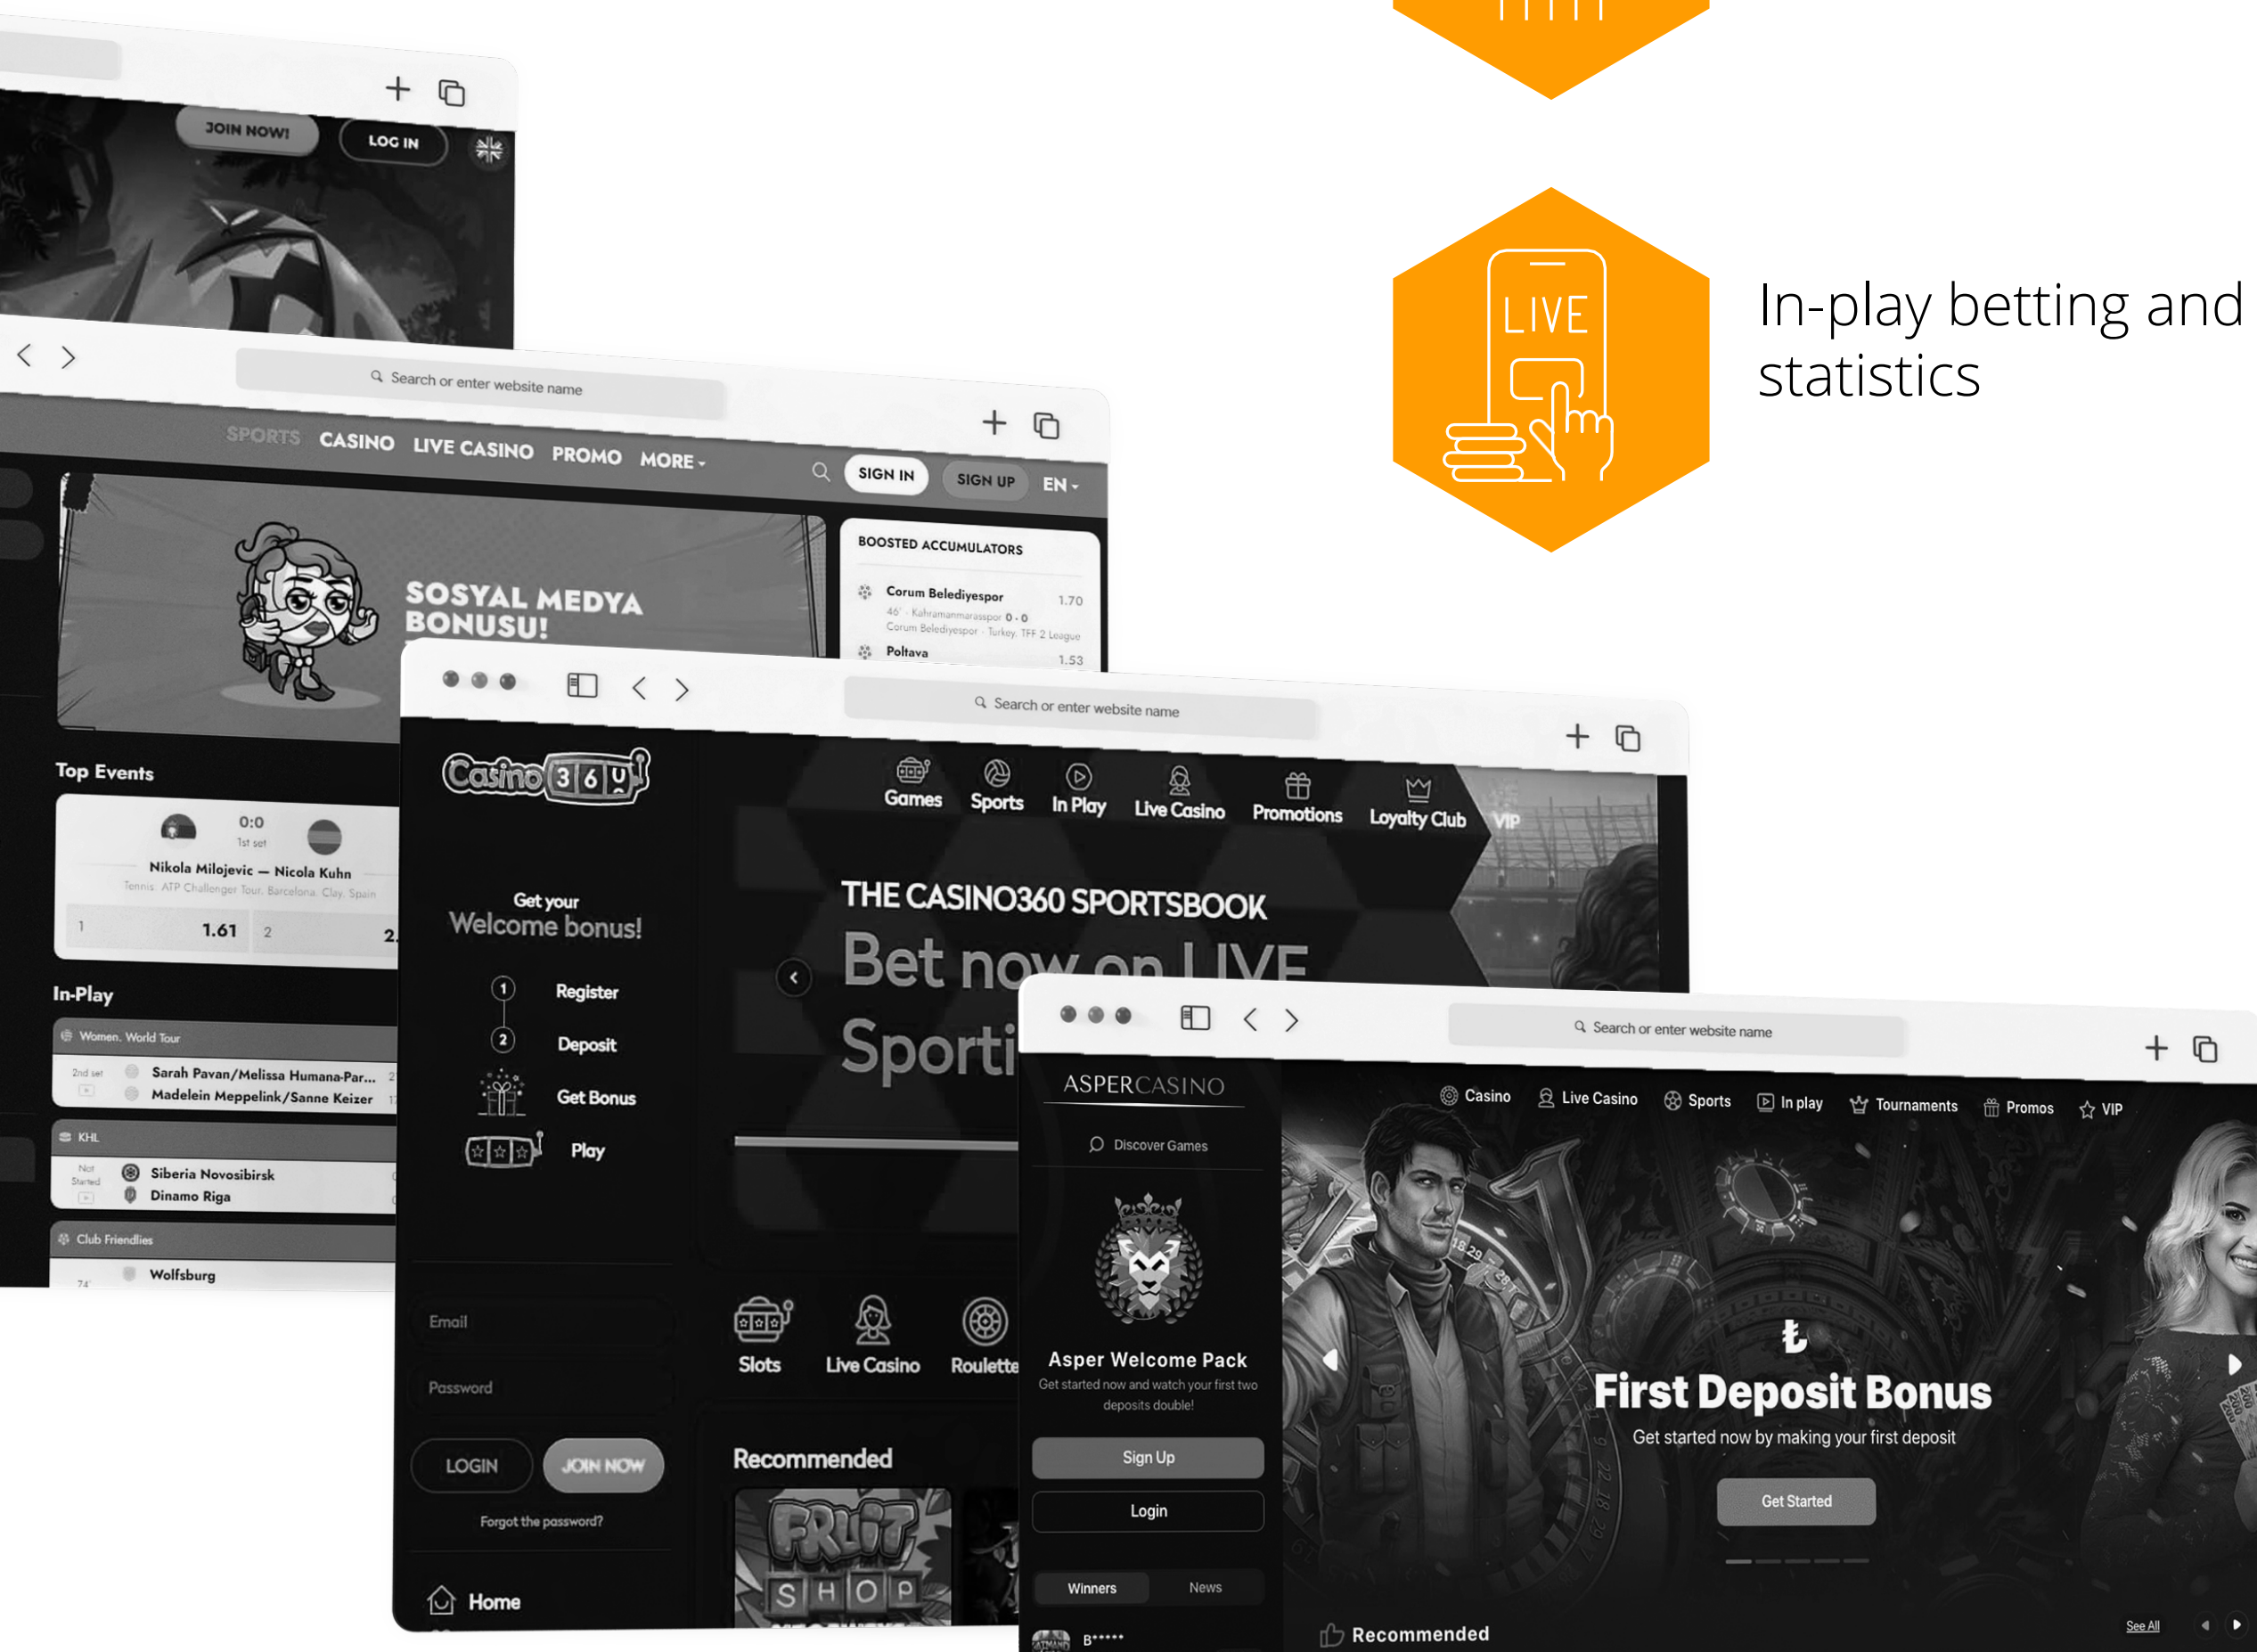 JOIN NOW!
LOG IN
LIVE
In-play betting and
statistics
Search or enter website name
SPORTS CASINO LIVE CASINO PROMO MORE
SIGN IN
SIGN UP
EN
SOSYAL MEDYA
BONUSU!
BOOSTED ACCUMULATORS
Corum Belediyespor 1.70
46' - Kahramanmarasspor 0 - 0
Corum Belediyespor - Turkey. TFF 2 League
Poltava 1.53
Top Events
0:0
1st set
Nikola Milojevic — Nicola Kuhn
Tennis. ATP Challenger Tour. Barcelona. Clay. Spain
1 1.61 2 2.
In-Play
Women. World Tour
2nd set
Sarah Pavan/Melissa Humana-Par...
Madelein Meppelink/Sanne Keizer
KHL
Not
Started
Siberia Novosibirsk
Dinamo Riga
Club Friendlies
74'
Wolfsburg
Search or enter website name
Casino 360
Games Sports In Play Live Casino Promotions Loyalty Club VIP
Get your
Welcome bonus!
1 Register
2 Deposit
Get Bonus
Play
THE CASINO360 SPORTSBOOK
Bet now on LIVE
Sporti
Email
Password
LOGIN
JOIN NOW
Forgot the password?
Home
Slots Live Casino Roulette
Recommended
FRUIT
SHOP
Search or enter website name
ASPERCASINO
Casino Live Casino Sports In play Tournaments Promos VIP
Discover Games
Asper Welcome Pack
Get started now and watch your first two
deposits double!
Sign Up
Login
Winners News
B*****
₺
First Deposit Bonus
Get started now by making your first deposit
Get Started
Recommended
See All